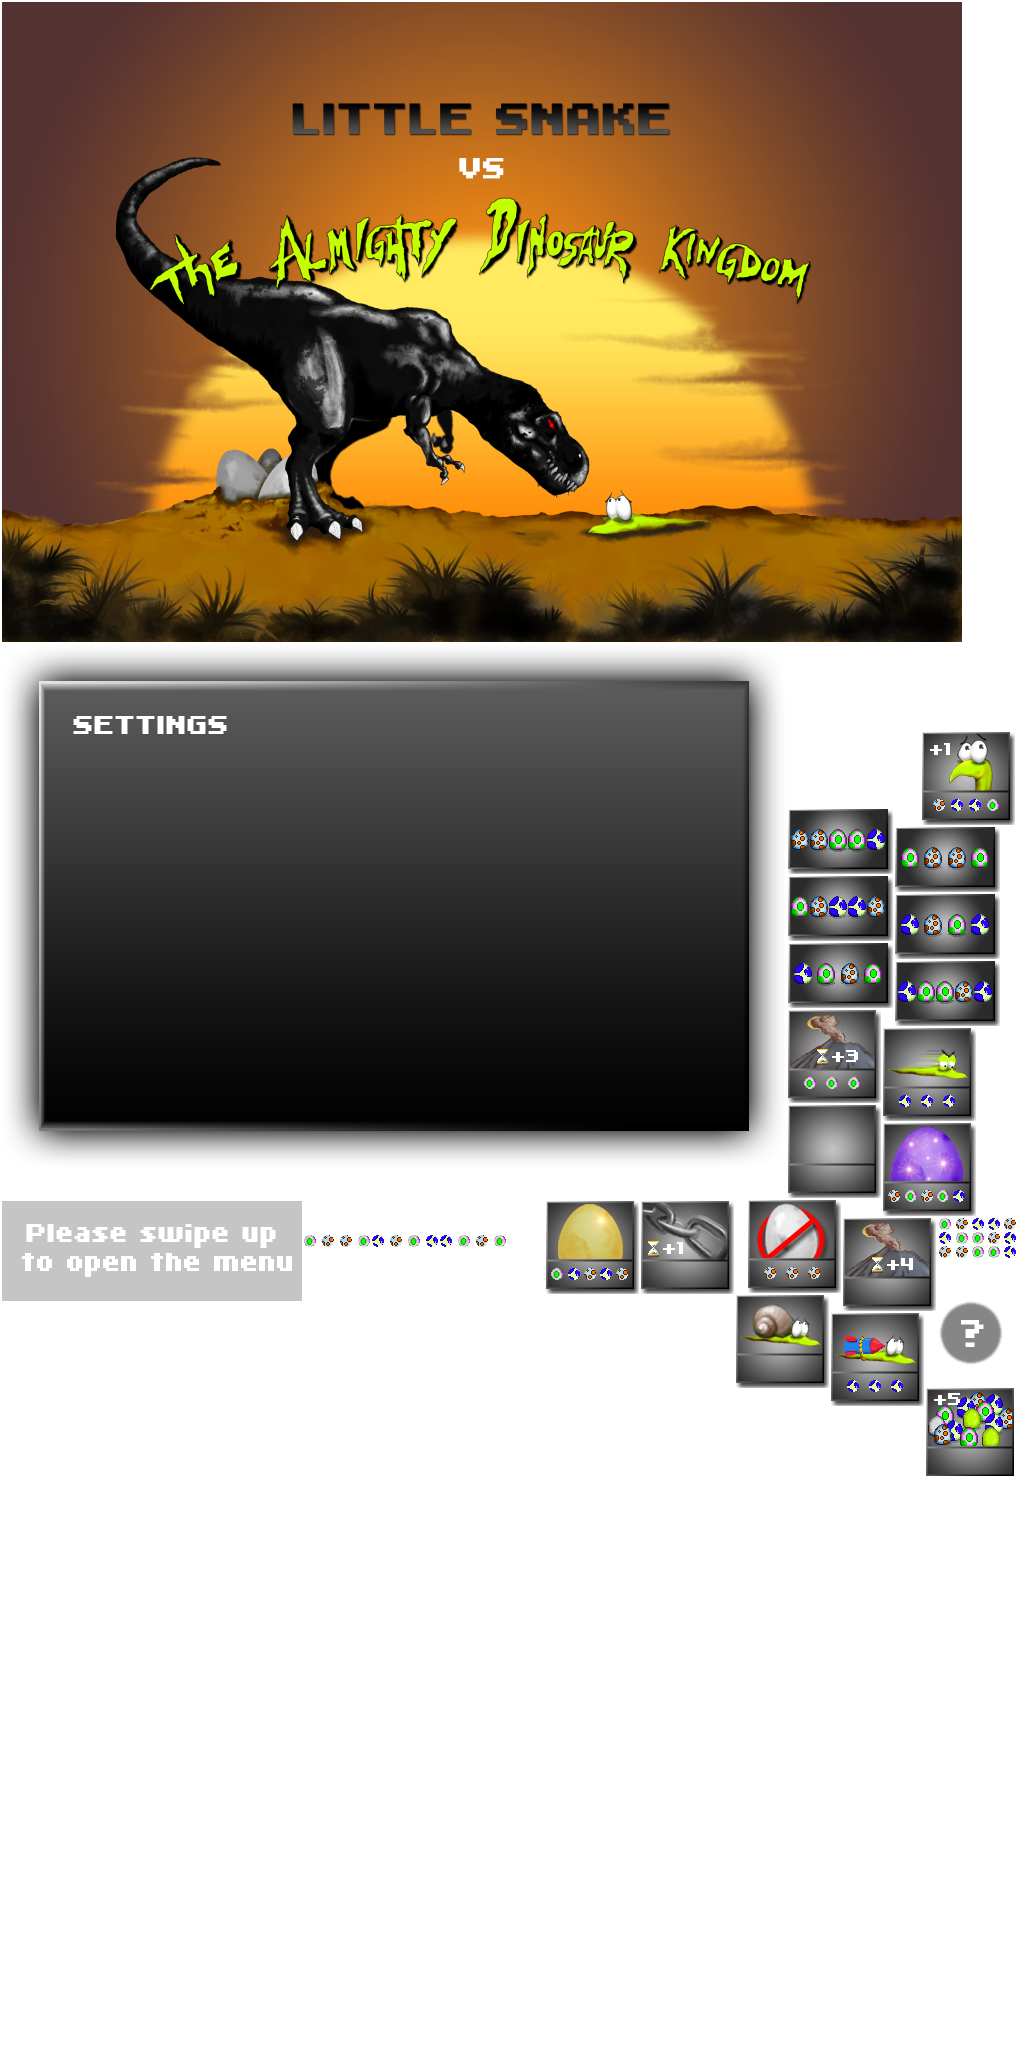 LITTLE SNAKE
VS
THE ALMIGHTY DINOSAUR KINGDOM
SETTINGS
+1
+3
Please swipe up
to open the menu
+1
+4
?
+5